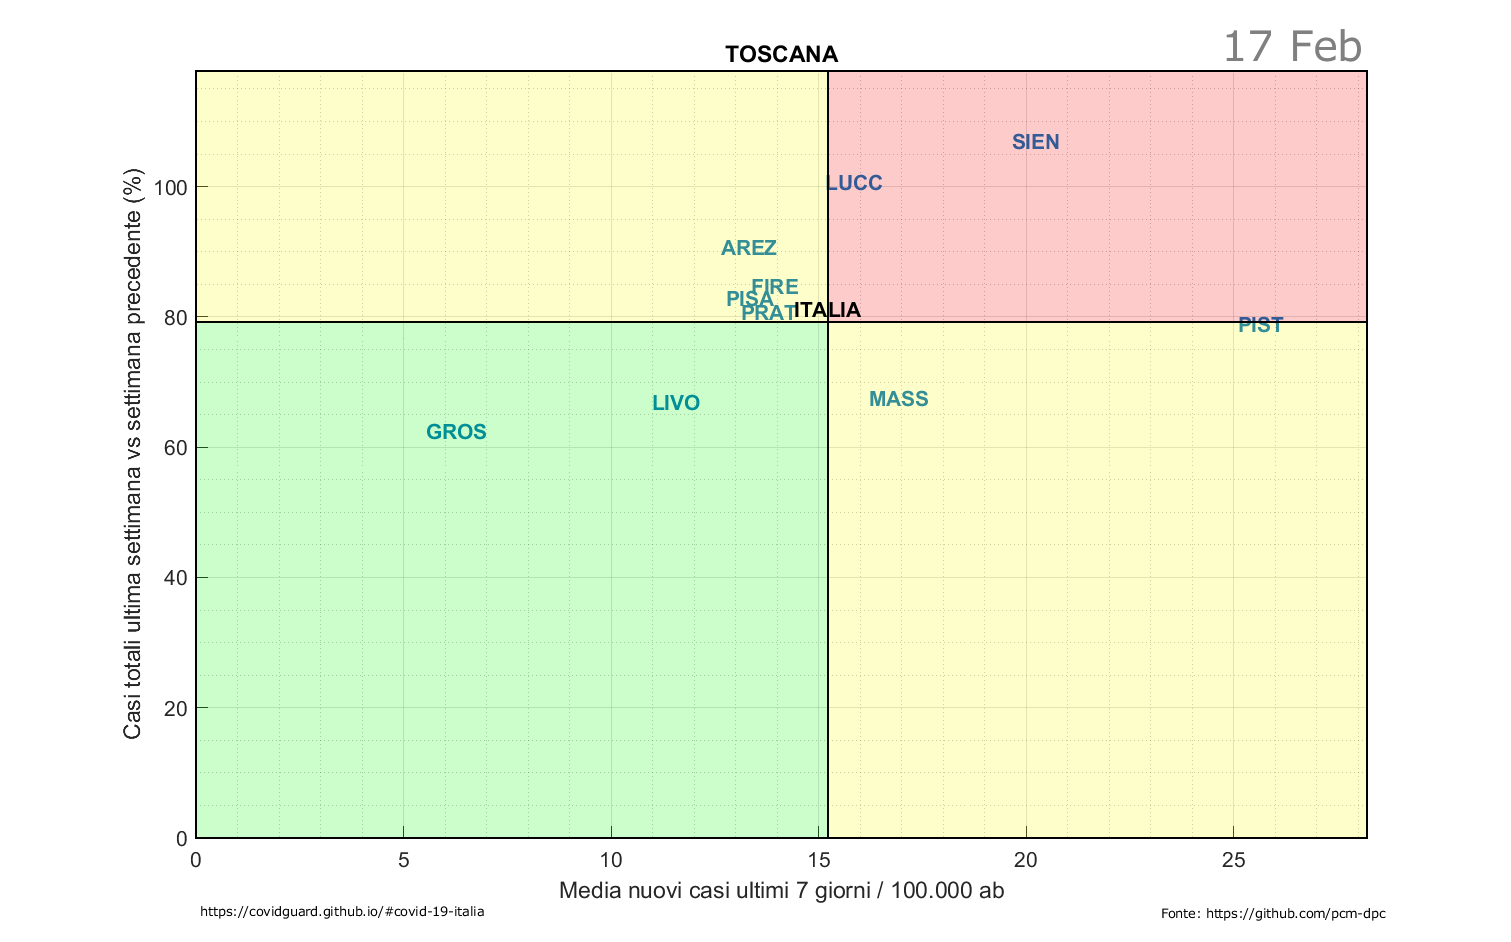 17 Feb
TOSCANA
SIEN
LUCC
AREZ
FIRE
PISA
PRAT
ITALIA
PIST
MASS
LIVO
GROS
Casi totali ultima settimana vs settimana precedente (%)
100
80
60
40
20
0
0 5 10 15 20 25
Media nuovi casi ultimi 7 giorni / 100.000 ab
https://covidguard.github.io/#covid-19-italia
Fonte: https://github.com/pcm-dpc